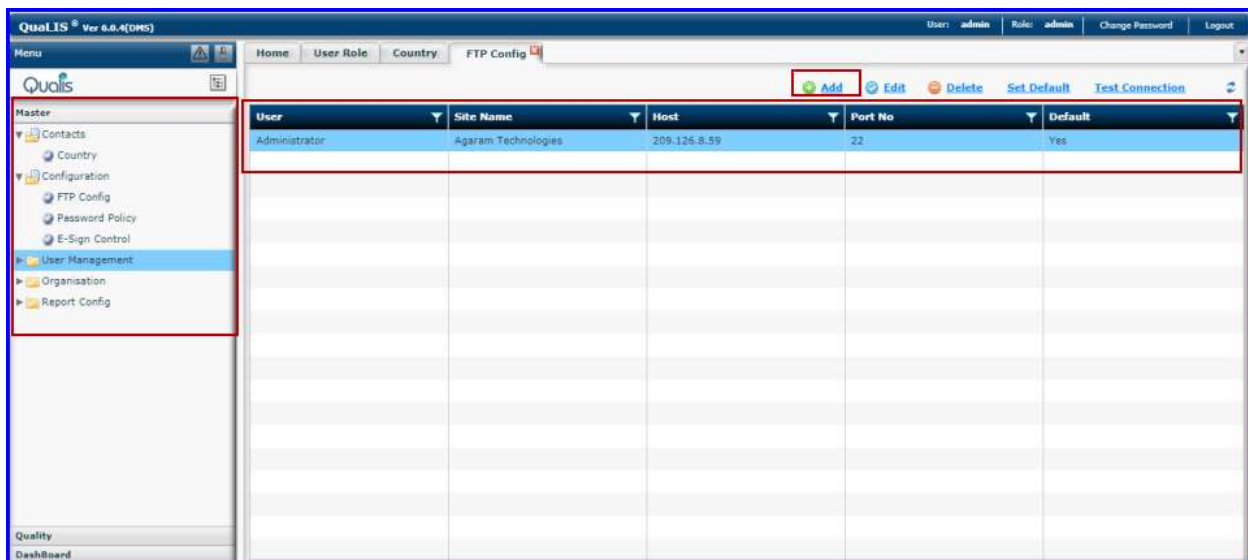 QuaLIS ® Ver 6.0.4(DMS)
User: admin
Role: admin
Change Password
Logout
Menu
Home
User Role
Country
FTP Config
Qualis
Add
Edit
Delete
Set Default
Test Connection
Master
User
Site Name
Host
Port No
Default
Contacts
Administrator
Agaram Technologies
209.126.8.59
22
Yes
Country
Configuration
FTP Config
Password Policy
E-Sign Control
User Management
Organisation
Report Config
Quality
DashBoard